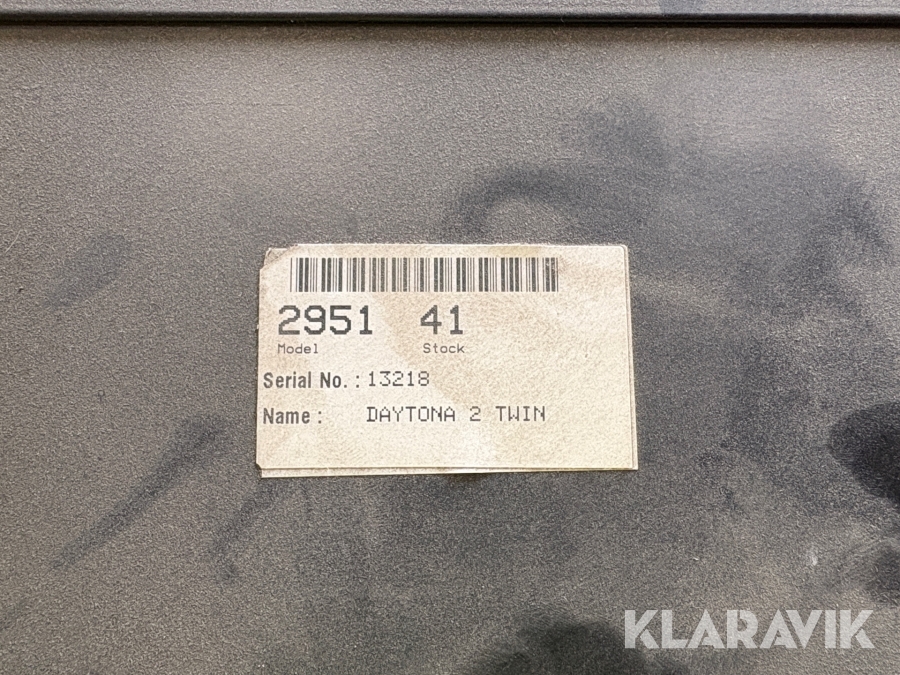 2951 41
Model Stock
Serial No. : 13218
Name : DAYTONA 2 TWIN
KLARAVIK